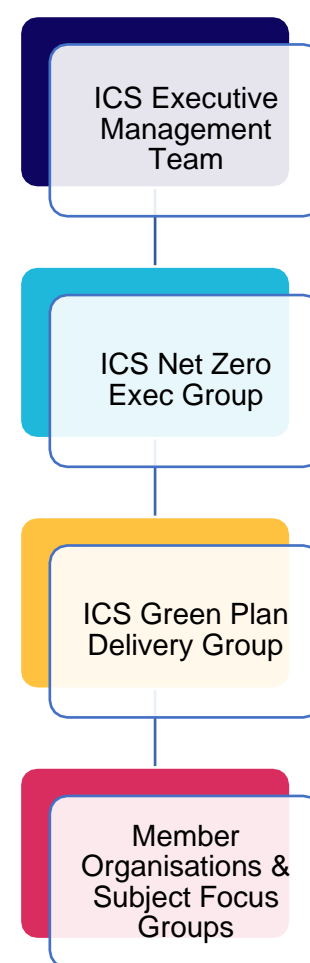 ICS Executive
Management
Team
ICS Net Zero
Exec Group
ICS Green Plan
Delivery Group
Member
Organisations &
Subject Focus
Groups